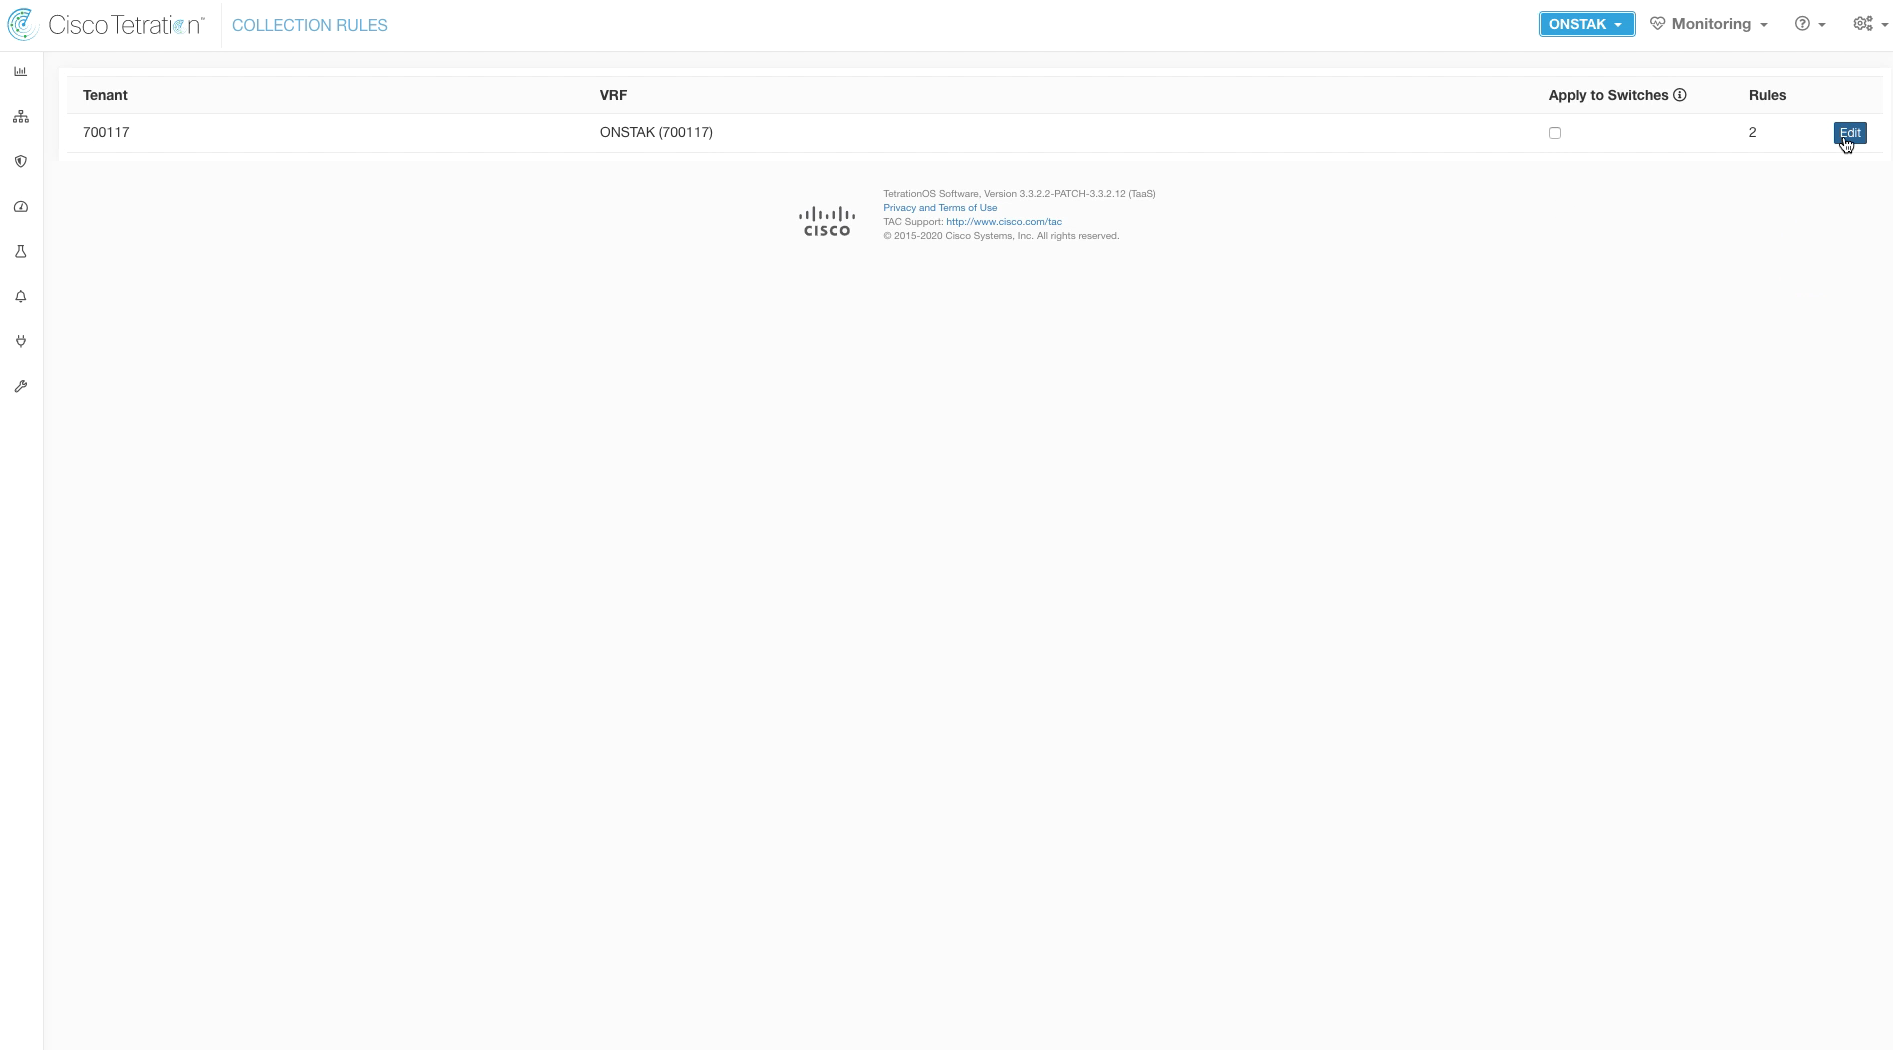 Cisco Tetration™ COLLECTION RULES ONSTAK Monitoring
Tenant VRF Apply to Switches Rules
700117 ONSTAK (700117) 2 Edit
TetrationOS Software, Version 3.3.2.2-PATCH-3.3.2.12 (TaaS)
Privacy and Terms of Use
TAC Support: http://www.cisco.com/tac
© 2015-2020 Cisco Systems, Inc. All rights reserved.
CISCO